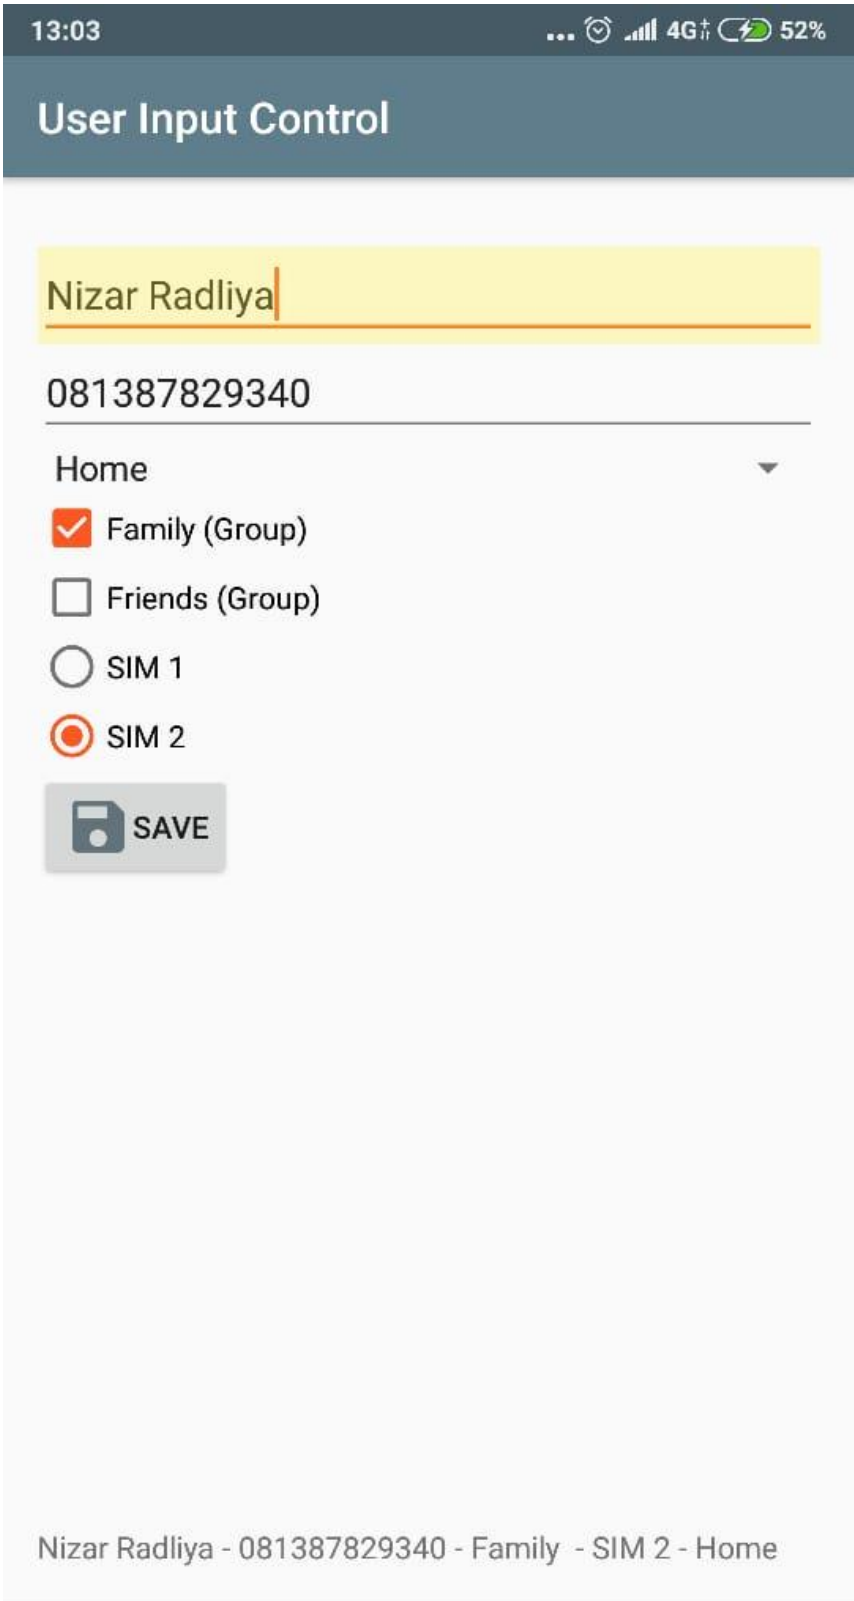 13:03 ... 4G+ 52%
User Input Control
Nizar Radliya
081387829340
Home
Family (Group)
Friends (Group)
SIM 1
SIM 2
SAVE
Nizar Radliya - 081387829340 - Family - SIM 2 - Home